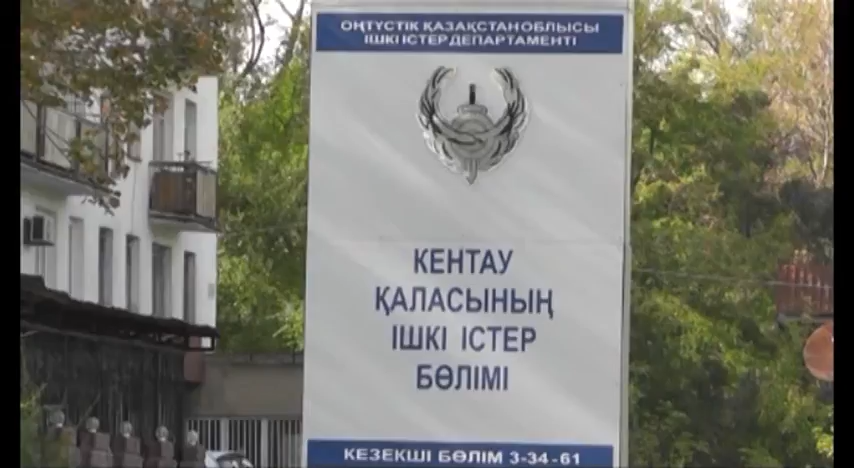 ОҢТҮСТІК ҚАЗАҚСТАН ОБЛЫСЫ
ІШКІ ІСТЕР ДЕПАРТАМЕНТІ
КЕНТАУ
ҚАЛАСЫНЫҢ
ІШКІ ІСТЕР
БӨЛІМІ
КЕЗЕКШІ БӨЛІМ 3-34-61